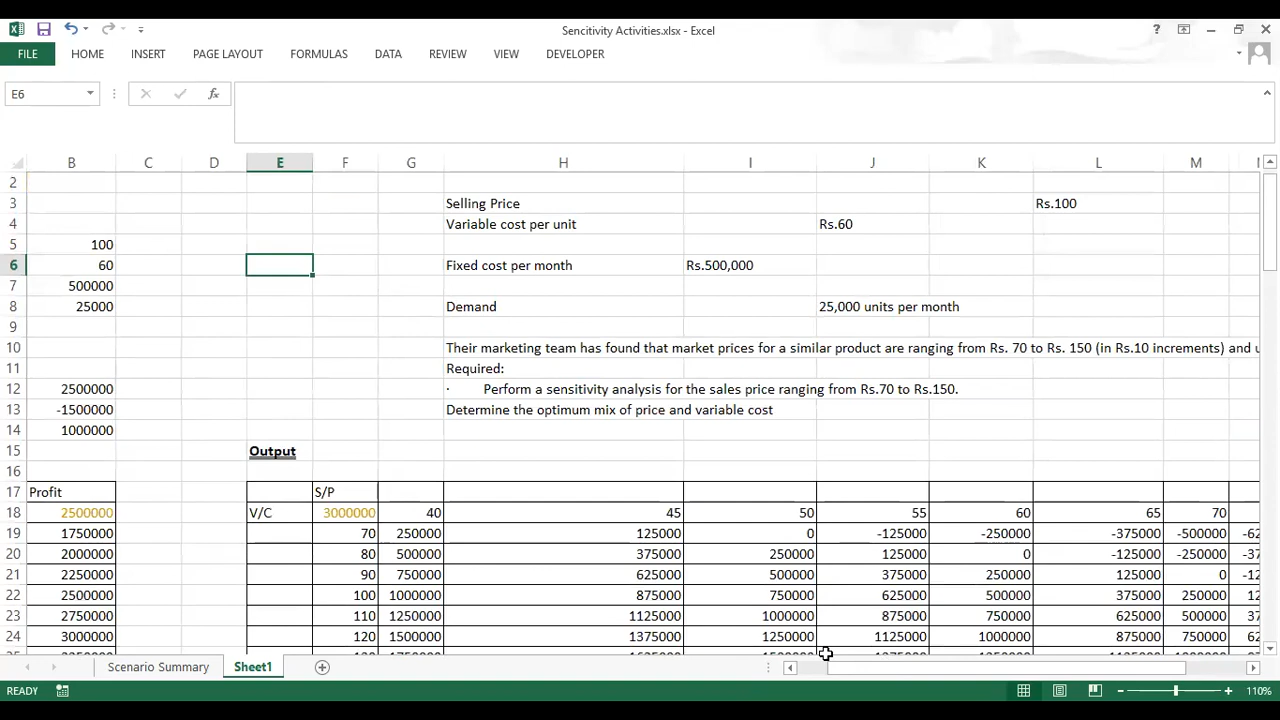 Sencitivity Activities.xlsx - Excel
FILE HOME INSERT PAGE LAYOUT FORMULAS DATA REVIEW VIEW DEVELOPER
E6 fx
B C D E F G H I J K L M
2
3 Selling Price Rs.100
4 Variable cost per unit Rs.60
5 100
6 60 Fixed cost per month Rs.500,000
7 500000
8 25000 Demand 25,000 units per month
9
10 Their marketing team has found that market prices for a similar product are ranging from Rs. 70 to Rs. 150 (in Rs.10 increments) and
11 Required:
12 2500000 · Perform a sensitivity analysis for the sales price ranging from Rs.70 to Rs.150.
13 -1500000 Determine the optimum mix of price and variable cost
14 1000000
15 Output
16
17 Profit S/P
18 2500000 V/C 3000000 40 45 50 55 60 65 70
19 1750000 70 250000 125000 0 -125000 -250000 -375000 -500000
20 2000000 80 500000 375000 250000 125000 0 -125000 -250000
21 2250000 90 750000 625000 500000 375000 250000 125000 0
22 2500000 100 1000000 875000 750000 625000 500000 375000 250000
23 2750000 110 1250000 1125000 1000000 875000 750000 625000 500000
24 3000000 120 1500000 1375000 1250000 1125000 1000000 875000 750000
Scenario Summary Sheet1
READY 110%